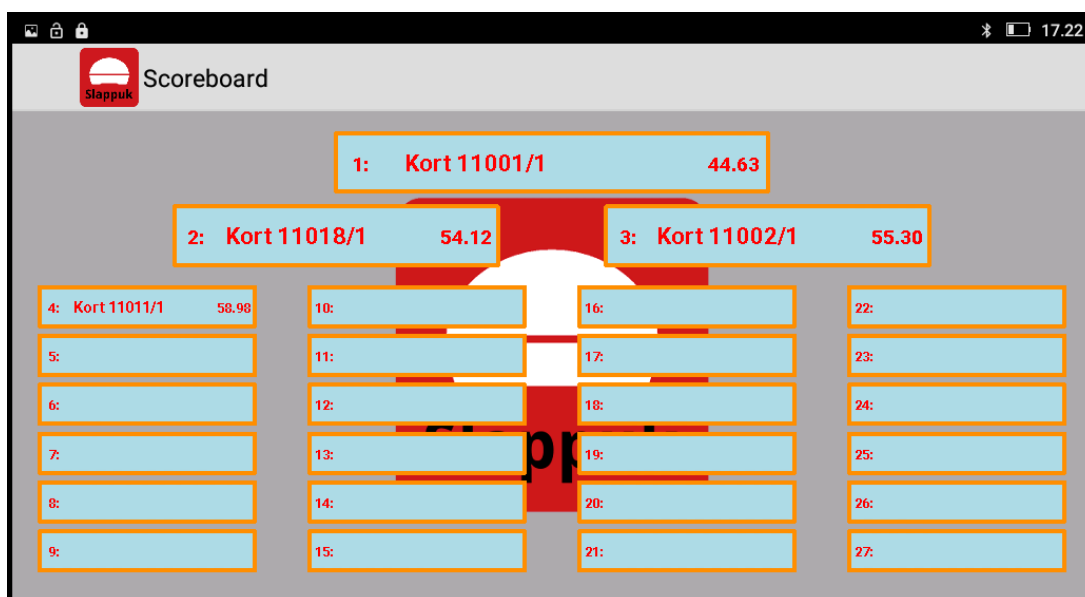 17.22
Slappuk Scoreboard
1: Kort 11001/1 44.63
2: Kort 11018/1 54.12 3: Kort 11002/1 55.30
4: Kort 11011/1 58.98 10: 16: 22:
5: 11: 17: 23:
6: 12: 18: 24:
7: 13: 19: 25:
8: 14: 20: 26:
9: 15: 21: 27: